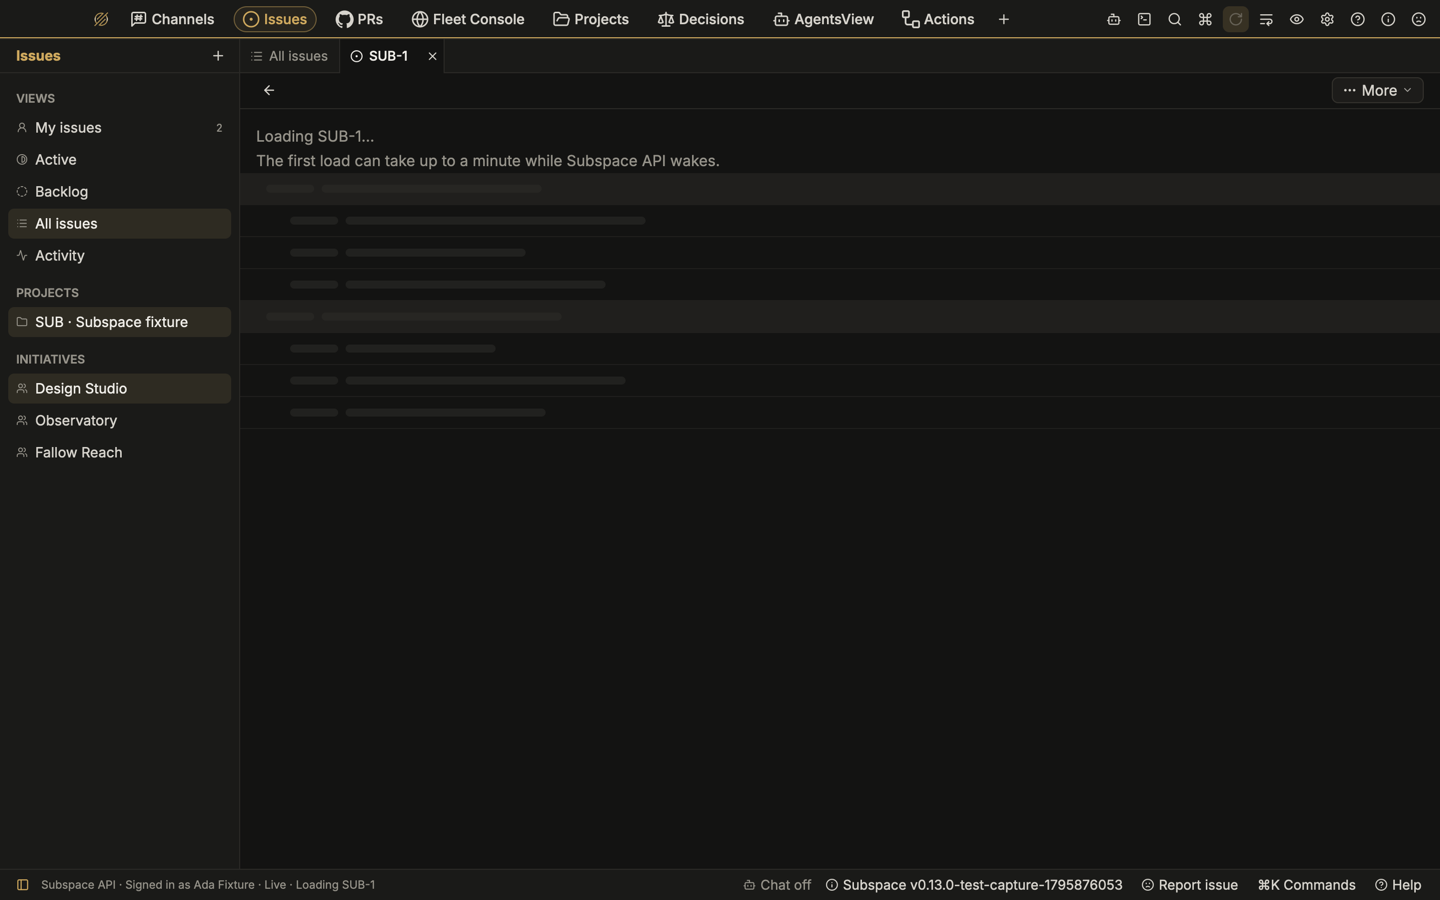 Channels
Issues
PRs
Fleet Console
Projects
Decisions
AgentsView
Actions
Issues
All issues
SUB-1
More
VIEWS
My issues 2
Active
Backlog
All issues
Activity
PROJECTS
SUB · Subspace fixture
INITIATIVES
Design Studio
Observatory
Fallow Reach
Loading SUB-1...
The first load can take up to a minute while Subspace API wakes.
Subspace API · Signed in as Ada Fixture · Live · Loading SUB-1
Chat off
Subspace v0.13.0-test-capture-1795876053
Report issue
⌘K Commands
Help